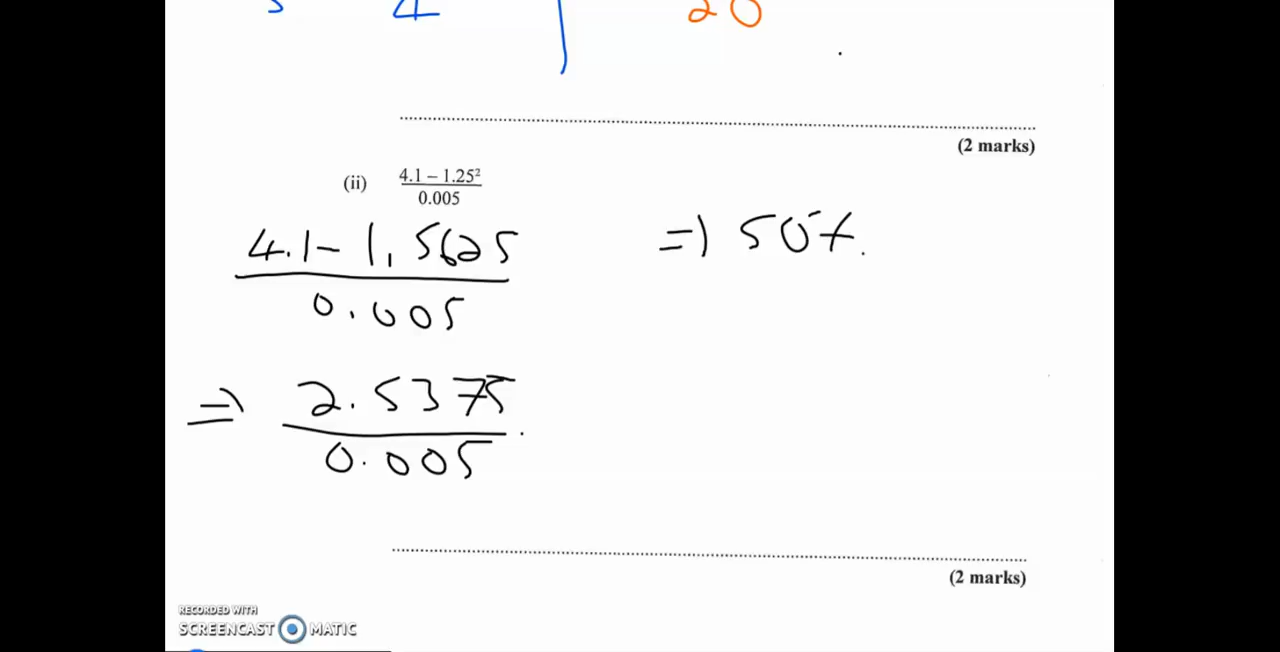 3 4 20
(2 marks)
(ii) 4.1 – 1.25²
0.005
4.1 – 1.5625
0.005
⇒ 507.
⇒ 2.5375
0.005
(2 marks)
RECORDED WITH
SCREENCAST MATIC